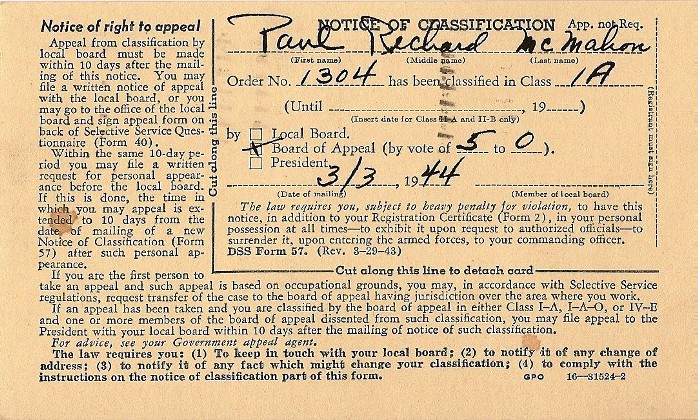 Notice of right to appeal
Appeal from classification by
local board must be made
within 10 days after the mail-
ing of this notice. You may
file a written notice of appeal
with the local board, or you
may go to the office of the local
board and sign appeal form on
back of Selective Service Ques-
tionnaire (Form 40).
Within the same 10-day pe-
riod you may file a written
request for personal appear-
ance before the local board.
If this is done, the time in
which you may appeal is ex-
tended to 10 days from the
date of mailing of a new
Notice of Classification (Form
57) after such personal ap-
pearance.
Cut along this line
NOTICE OF CLASSIFICATION App. not Req.
Paul Richard McMahon
(First name) (Middle name) (Last name)
Order No. 1304 has been classified in Class 1A
(Until , 19 )
(Insert date for Class II-A and II-B only)
by Local Board.
X Board of Appeal (by vote of 5 to 0).
President
3/3, 1944
(Date of mailing) (Member of local board)
The law requires you, subject to heavy penalty for violation, to have this
notice, in addition to your Registration Certificate (Form 2), in your personal
possession at all times—to exhibit it upon request to authorized officials—to
surrender it, upon entering the armed forces, to your commanding officer.
DSS Form 57. (Rev. 3-29-43)
(Registrant must sign here)
Cut along this line to detach card
If you are the first person to
take an appeal and such appeal is based on occupational grounds, you may, in accordance with Selective Service
regulations, request transfer of the case to the board of appeal having jurisdiction over the area where you work.
If an appeal has been taken and you are classified by the board of appeal in either Class I-A, I-A-O, or IV-E
and one or more members of the board of appeal dissented from such classification, you may file appeal to the
President with your local board within 10 days after the mailing of notice of such classification.
For advice, see your Government appeal agent.
The law requires you: (1) To keep in touch with your local board; (2) to notify it of any change of
address; (3) to notify it of any fact which might change your classification; (4) to comply with the
instructions on the notice of classification part of this form. GPO 16—31524-2